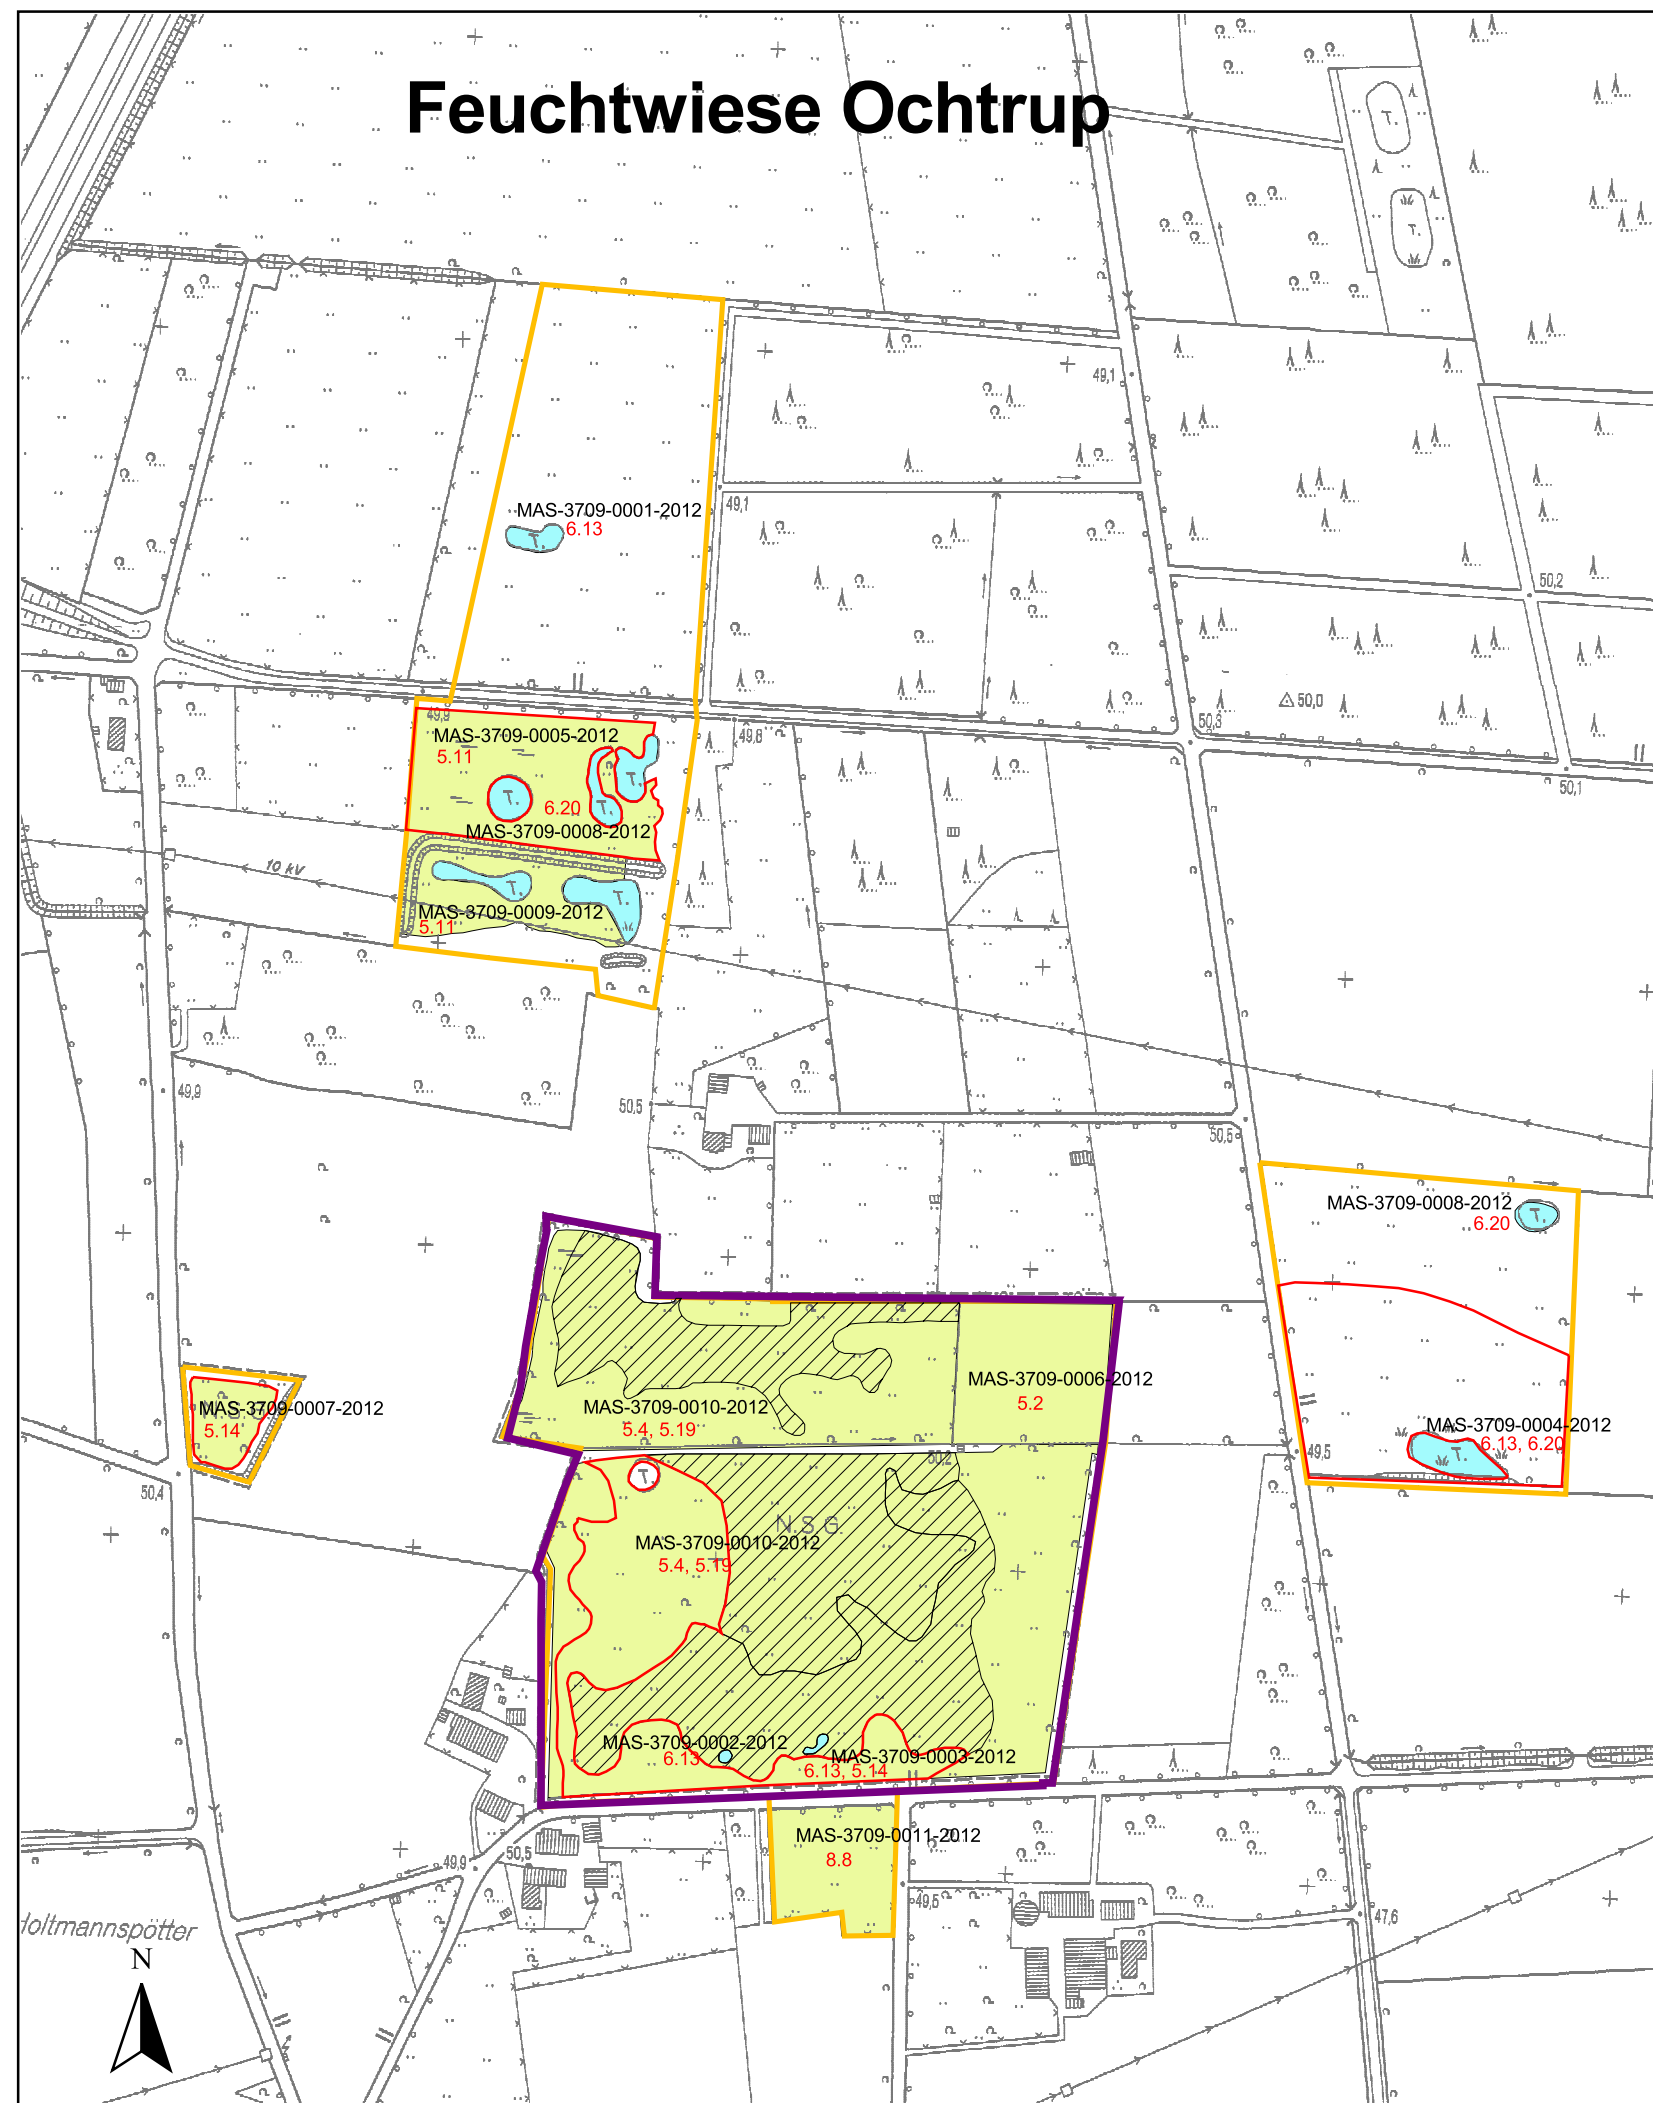 Feuchtwiese Ochtrup
T.
T.
49,1
MAS-3709-0001-2012
6.13
T.
49,1
50,2
50,0
49,9
50,3
49,8
MAS-3709-0005-2012
5.11
T.
T.
T.
6.20
MAS-3709-0008-2012
50,1
10 kV
T.
T.
MAS-3709-0009-2012
5.11
49,9
50,5
50,5
MAS-3709-0008-2012
6.20
T.
MAS-3709-0006-2012
5.2
MAS-3709-0010-2012
5.4, 5.19
N.S.G.
MAS-3709-0007-2012
5.14
MAS-3709-0004-2012
6.13, 6.20
T.
49,5
50,2
T.
50,4
N.S.G.
MAS-3709-0010-2012
5.4, 5.19
MAS-3709-0002-2012
6.13
MAS-3709-0003-2012
6.13, 5.14
MAS-3709-0011-2012
8.8
50,5
49,9
49,5
47,6
Holtmannspötter
N